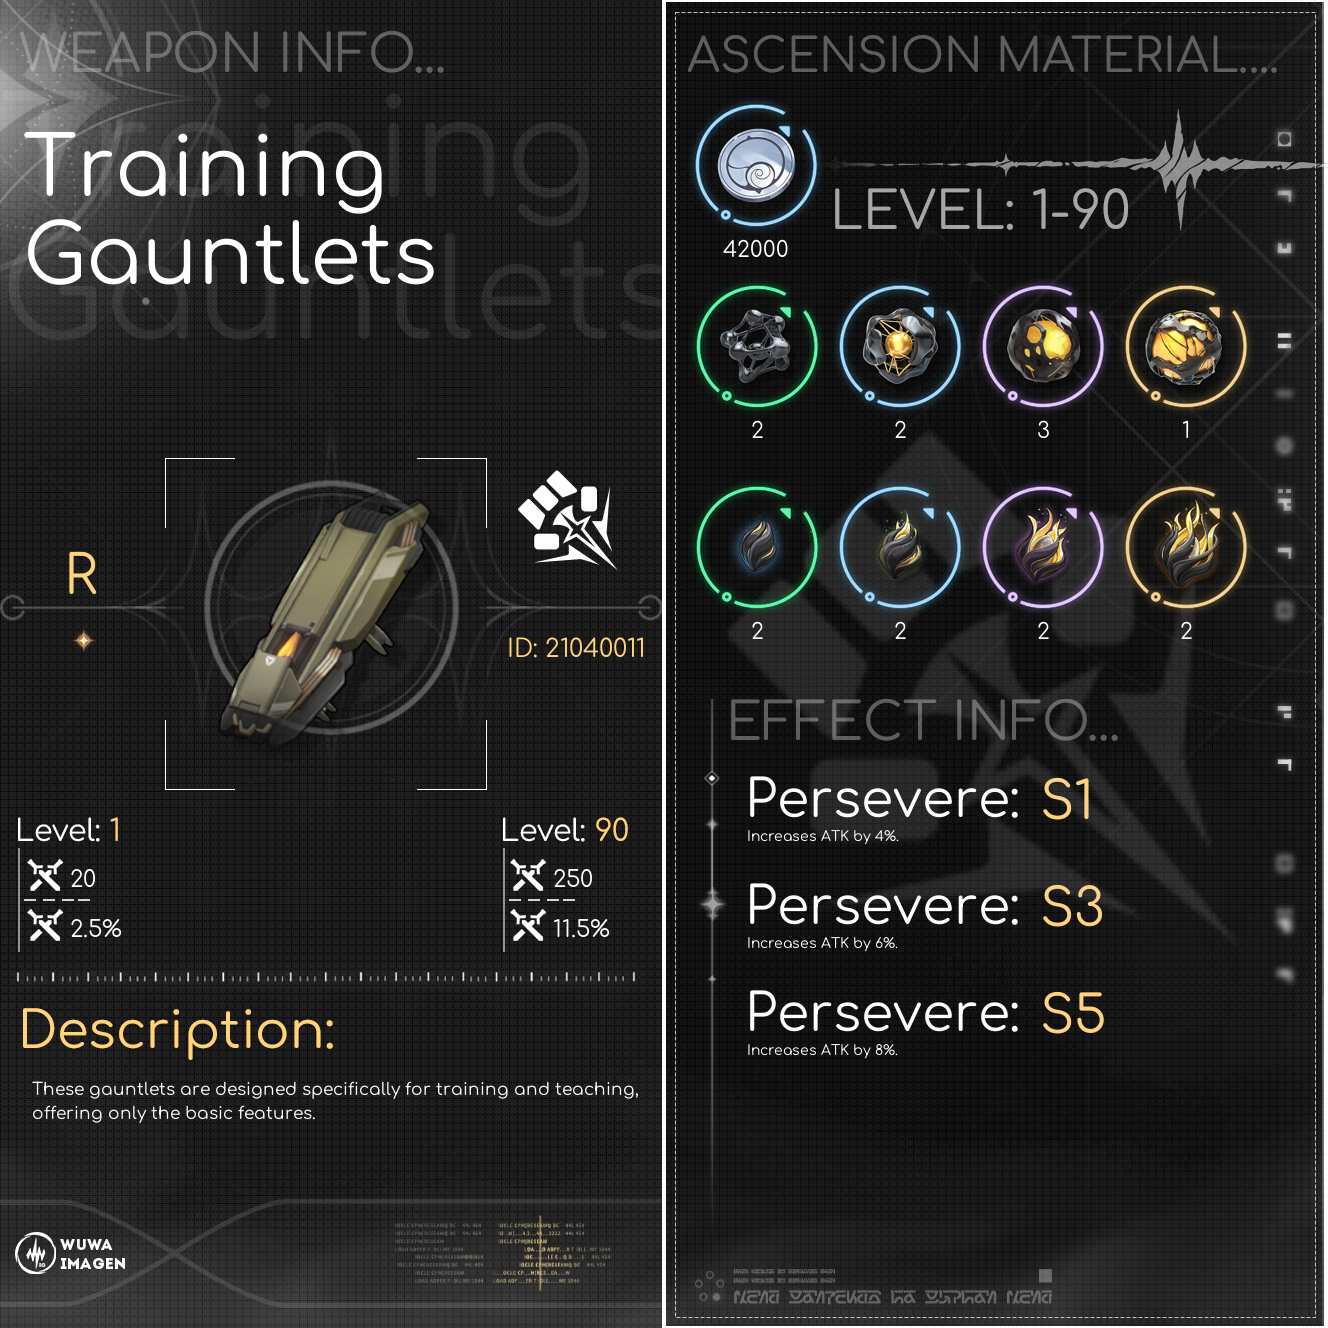 WEAPON INFO...
Training
Gauntlets
R
ID: 21040011
Level: 1
20
2.5%
Level: 90
250
11.5%
Description:
These gauntlets are designed specifically for training and teaching,
offering only the basic features.
WUWA
IMAGEN
ASCENSION MATERIAL....
LEVEL: 1-90
42000
2 2 3 1
2 2 2 2
EFFECT INFO...
Persevere: S1
Increases ATK by 4%.
Persevere: S3
Increases ATK by 6%.
Persevere: S5
Increases ATK by 8%.